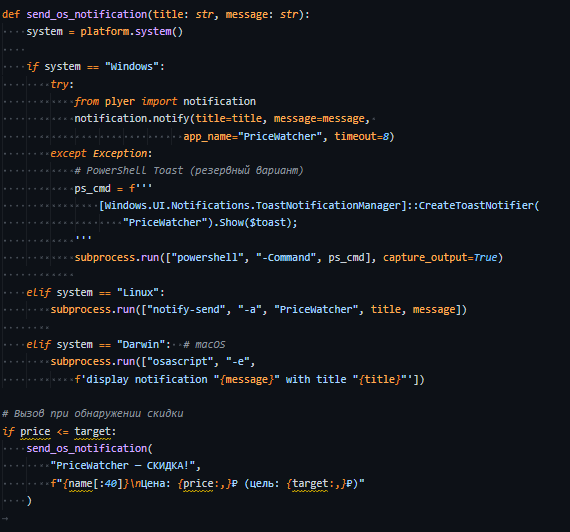 def send_os_notification(title: str, message: str):
    system = platform.system()

    if system == "Windows":
        try:
            from plyer import notification
            notification.notify(title=title, message=message,
                              app_name="PriceWatcher", timeout=8)
        except Exception:
            # PowerShell Toast (резервный вариант)
            ps_cmd = f'''
                [Windows.UI.Notifications.ToastNotificationManager]::CreateToastNotifier(
                    "PriceWatcher").Show($toast);
            '''
            subprocess.run(["powershell", "-Command", ps_cmd], capture_output=True)

    elif system == "Linux":
        subprocess.run(["notify-send", "-a", "PriceWatcher", title, message])

    elif system == "Darwin":  # macOS
        subprocess.run(["osascript", "-e",
            f'display notification "{message}" with title "{title}"'])

# Вызов при обнаружении скидки
if price <= target:
    send_os_notification(
        "PriceWatcher — СКИДКА!",
        f"{name[:40]}\nЦена: {price:,}₽ (цель: {target:,}₽)"
    )